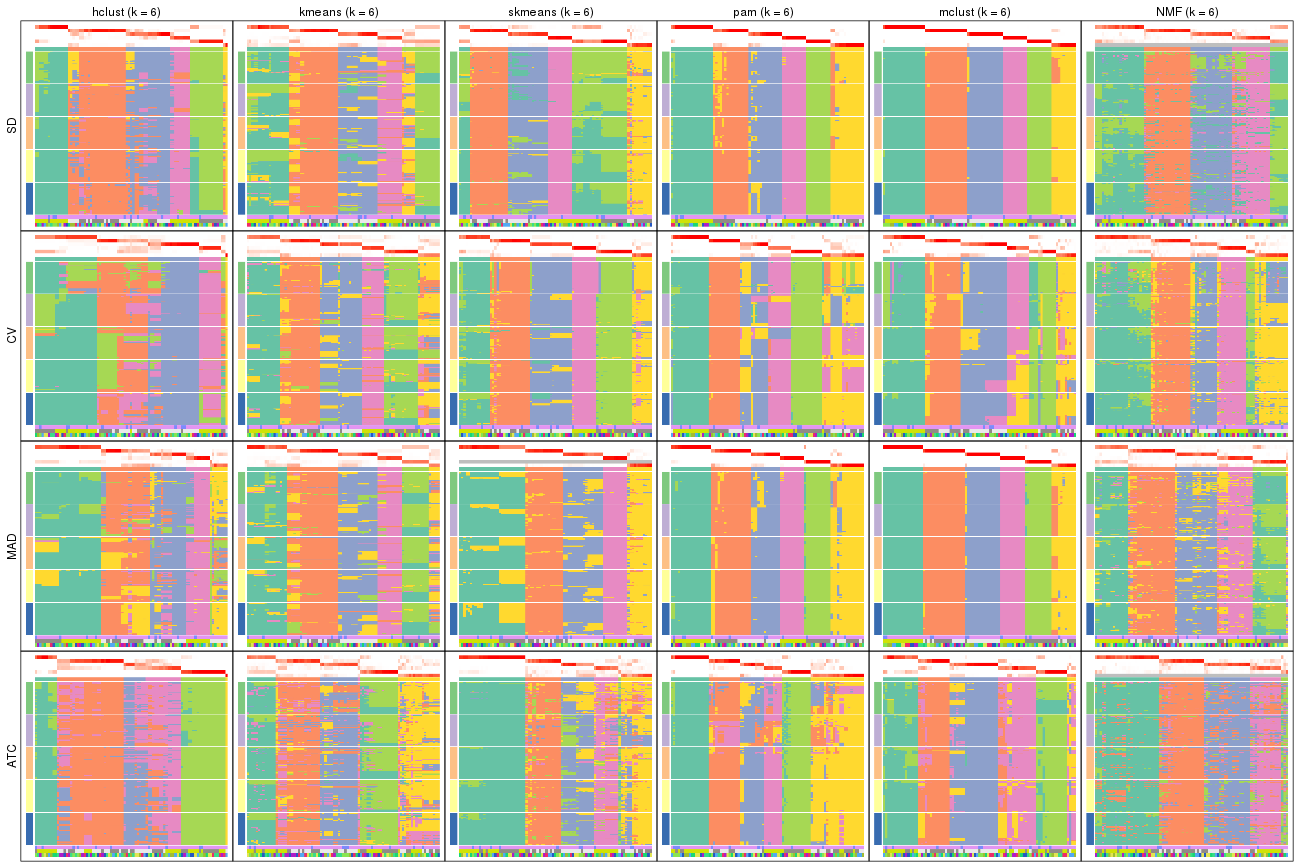 hclust (k = 6)
kmeans (k = 6)
skmeans (k = 6)
pam (k = 6)
mclust (k = 6)
NMF (k = 6)
SD
CV
MAD
ATC